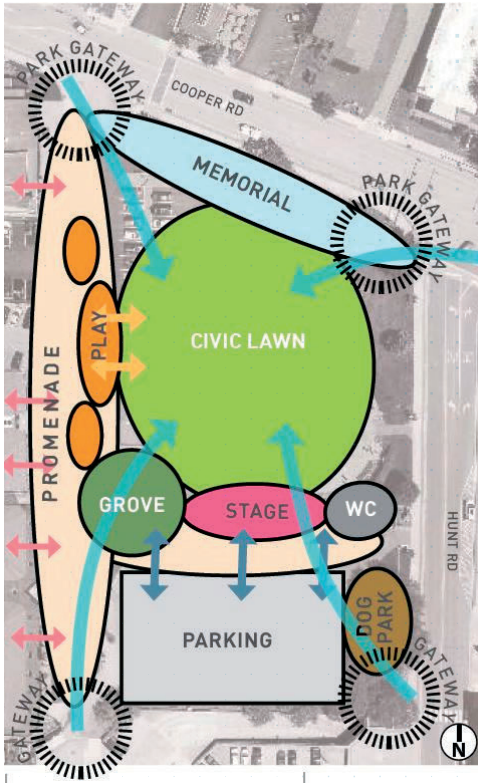 PARK GATEWAY
COOPER RD
MEMORIAL
PARK GATEWAY
PLAY
CIVIC LAWN
PROMENADE
GROVE
STAGE
WC
HUNT RD
PARKING
DOG
PARK
GATEWAY
GATEWAY
N